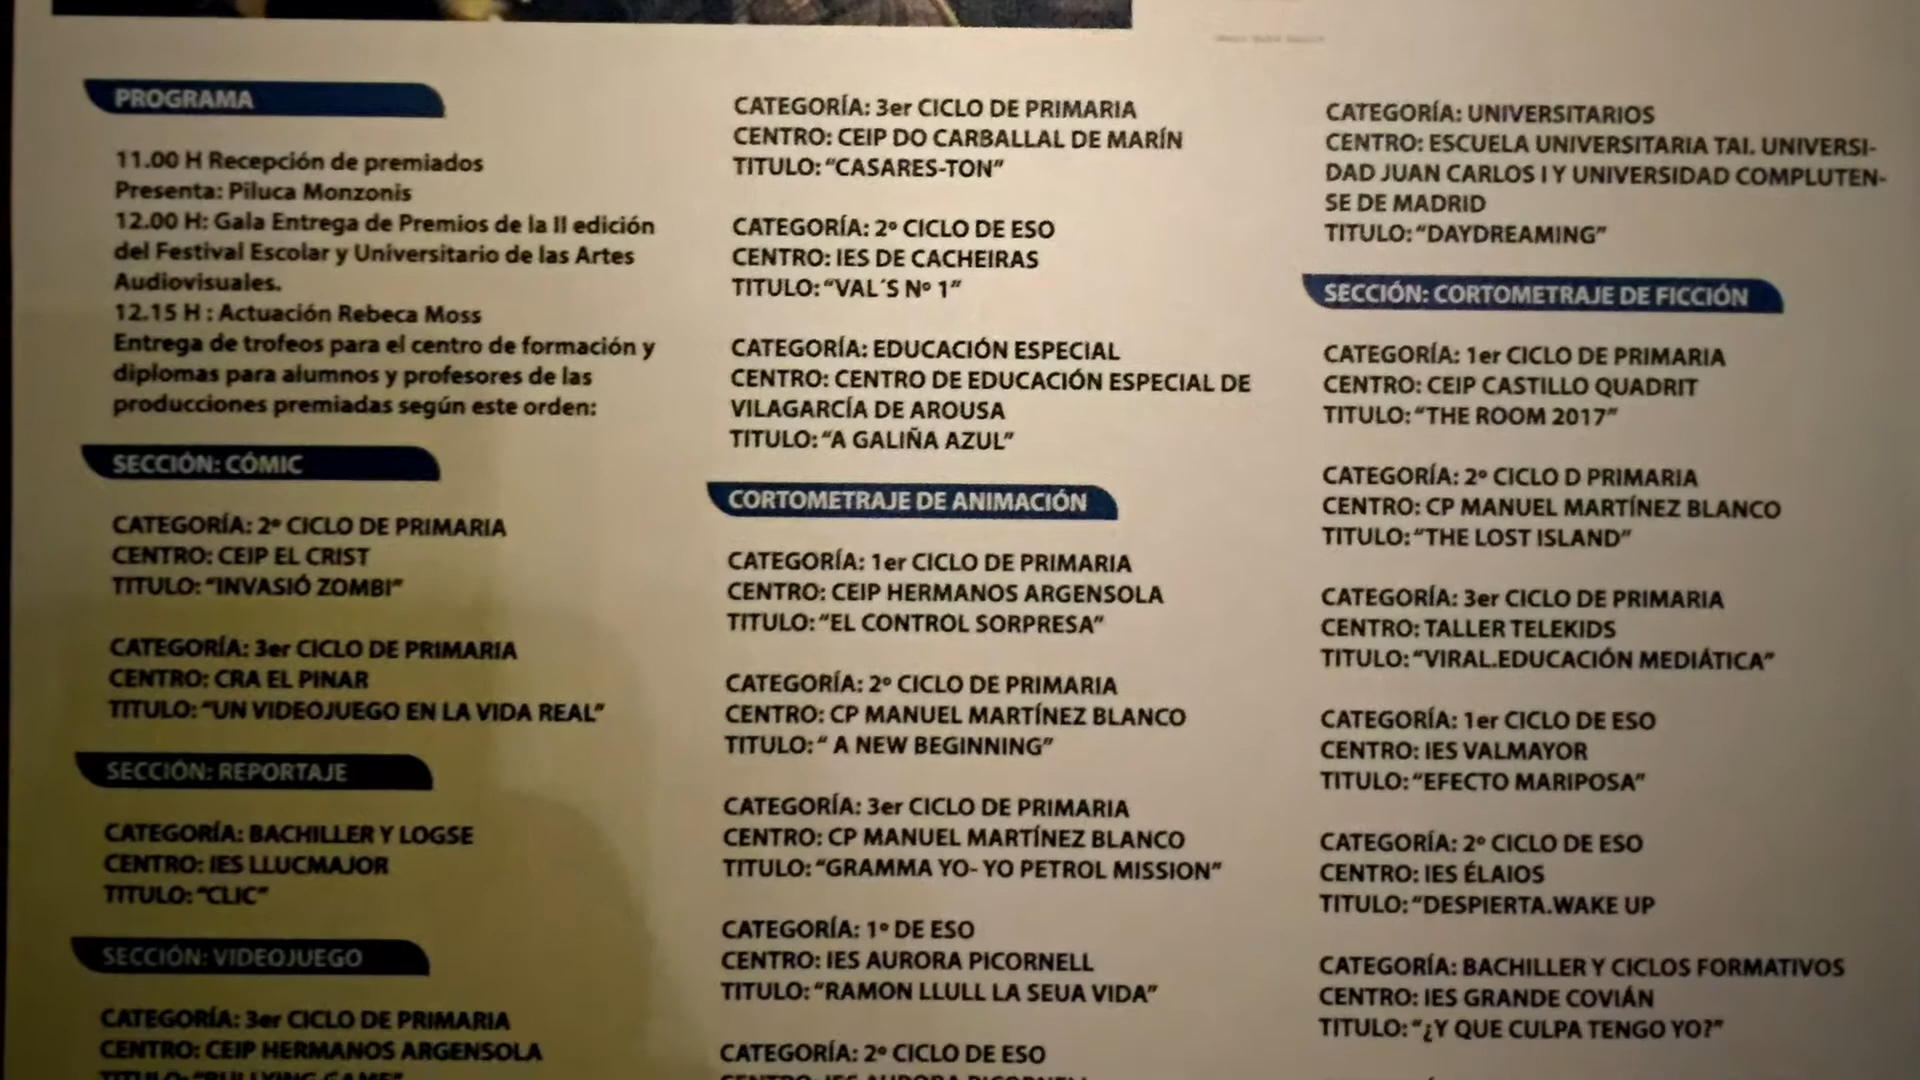 PROGRAMA
11.00 H Recepción de premiados
Presenta: Piluca Monzonis
12.00 H: Gala Entrega de Premios de la II edición
del Festival Escolar y Universitario de las Artes
Audiovisuales.
12.15 H : Actuación Rebeca Moss
Entrega de trofeos para el centro de formación y
diplomas para alumnos y profesores de las
producciones premiadas según este orden:
SECCIÓN: CÓMIC
CATEGORÍA: 2º CICLO DE PRIMARIA
CENTRO: CEIP EL CRIST
TITULO: “INVASIÓ ZOMBI”
CATEGORÍA: 3er CICLO DE PRIMARIA
CENTRO: CRA EL PINAR
TITULO: “UN VIDEOJUEGO EN LA VIDA REAL”
SECCIÓN: REPORTAJE
CATEGORÍA: BACHILLER Y LOGSE
CENTRO: IES LLUCMAJOR
TITULO: “CLIC”
SECCIÓN: VIDEOJUEGO
CATEGORÍA: 3er CICLO DE PRIMARIA
CENTRO: CEIP HERMANOS ARGENSOLA
TITULO: “BULLYING GAME”
CATEGORÍA: 3er CICLO DE PRIMARIA
CENTRO: CEIP DO CARBALLAL DE MARÍN
TITULO: “CASARES-TON”
CATEGORÍA: 2º CICLO DE ESO
CENTRO: IES DE CACHEIRAS
TITULO: “VAL´S Nº 1”
CATEGORÍA: EDUCACIÓN ESPECIAL
CENTRO: CENTRO DE EDUCACIÓN ESPECIAL DE
VILAGARCÍA DE AROUSA
TITULO: “A GALIÑA AZUL”
CORTOMETRAJE DE ANIMACIÓN
CATEGORÍA: 1er CICLO DE PRIMARIA
CENTRO: CEIP HERMANOS ARGENSOLA
TITULO: “EL CONTROL SORPRESA”
CATEGORÍA: 2º CICLO DE PRIMARIA
CENTRO: CP MANUEL MARTÍNEZ BLANCO
TITULO: “ A NEW BEGINNING”
CATEGORÍA: 3er CICLO DE PRIMARIA
CENTRO: CP MANUEL MARTÍNEZ BLANCO
TITULO: “GRAMMA YO- YO PETROL MISSION”
CATEGORÍA: 1º DE ESO
CENTRO: IES AURORA PICORNELL
TITULO: “RAMON LLULL LA SEUA VIDA”
CATEGORÍA: 2º CICLO DE ESO
CENTRO: IES AURORA PICORNELL
CATEGORÍA: UNIVERSITARIOS
CENTRO: ESCUELA UNIVERSITARIA TAI. UNIVERSI-
DAD JUAN CARLOS I Y UNIVERSIDAD COMPLUTEN-
SE DE MADRID
TITULO: “DAYDREAMING”
SECCIÓN: CORTOMETRAJE DE FICCIÓN
CATEGORÍA: 1er CICLO DE PRIMARIA
CENTRO: CEIP CASTILLO QUADRIT
TITULO: “THE ROOM 2017”
CATEGORÍA: 2º CICLO D PRIMARIA
CENTRO: CP MANUEL MARTÍNEZ BLANCO
TITULO: “THE LOST ISLAND”
CATEGORÍA: 3er CICLO DE PRIMARIA
CENTRO: TALLER TELEKIDS
TITULO: “VIRAL.EDUCACIÓN MEDIÁTICA”
CATEGORÍA: 1er CICLO DE ESO
CENTRO: IES VALMAYOR
TITULO: “EFECTO MARIPOSA”
CATEGORÍA: 2º CICLO DE ESO
CENTRO: IES ÉLAIOS
TITULO: “DESPIERTA.WAKE UP
CATEGORÍA: BACHILLER Y CICLOS FORMATIVOS
CENTRO: IES GRANDE COVIÁN
TITULO: “¿Y QUE CULPA TENGO YO?”